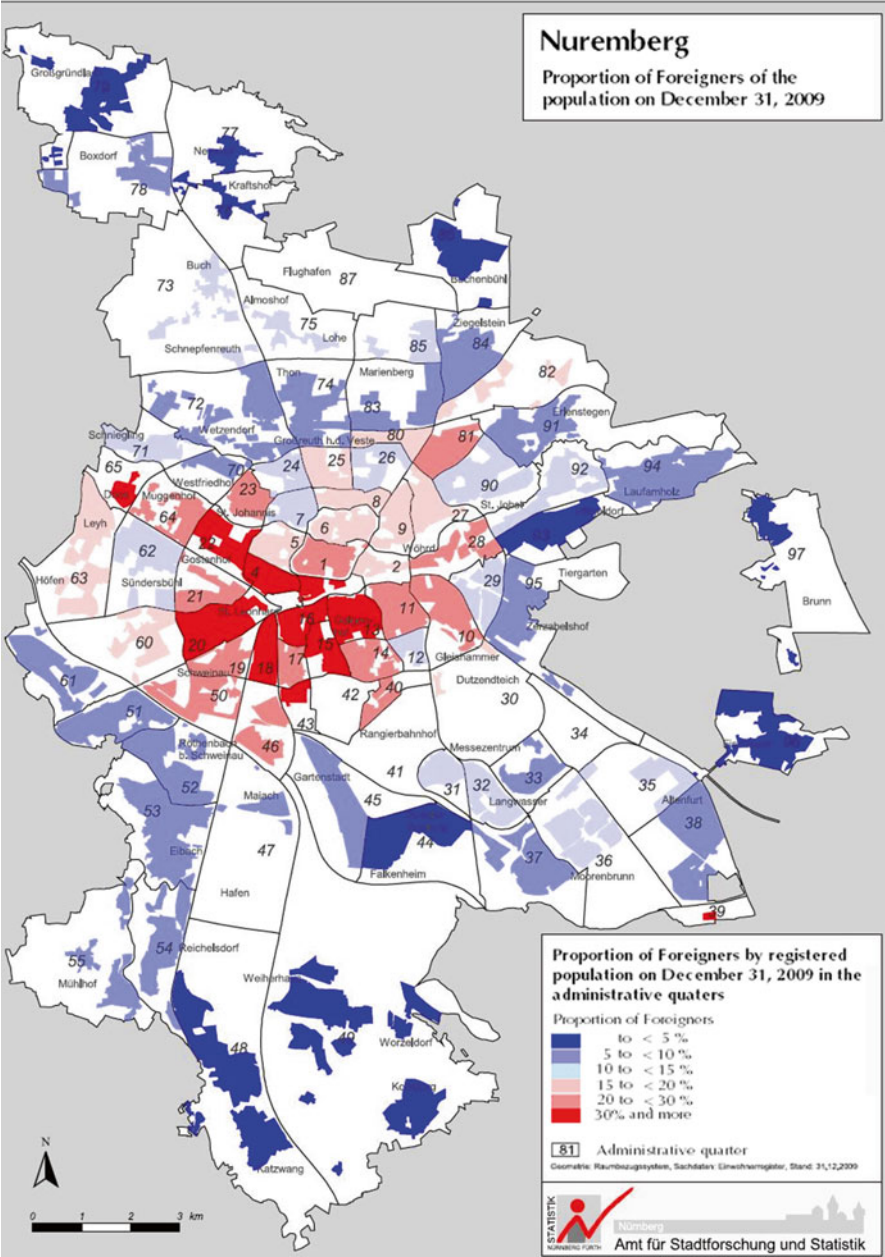 Nuremberg
Proportion of Foreigners of the
population on December 31, 2009
Großgründla
79
77
Boxdorf
78
Kraftshof
73
Buch
Flughafen
87
Buchenbühl
Almoshof
75
Lohe
85
Ziegelstein
84
Schnepfenreuth
Thon
74
Marienberg
82
72
83
Erlenstegen
Wetzendorf
91
Schniegling
71
Großreuth h.d. Veste
80
81
65
Westfriedhof
70
24
25
26
90
92
94
Laufamholz
Muggenhof
23
St. Johannis
64
7
8
St. Jobst
27
93
97
Leyh
22
6
9
Wöhrd
28
62
Gostenhof
5
1
2
29
95
Tiergarten
Höfen
63
Sündersbühl
4
21
11
Zerzabelshof
Brunn
60
20
16
13
15
10
Schweinau
19
18
17
14
12
Gleishammer
61
50
42
40
Dutzendteich
30
51
43
Rangierbahnhof
34
Röthenbach
b. Schweinau
46
Messezentrum
52
Gartenstadt
41
31
32
33
35
Altenfurt
53
Maiach
45
Langwasser
38
Eibach
47
44
37
36
Falkenheim
Moorenbrunn
Hafen
39
54
Reichelsdorf
55
Mühlhof
Weiherhaus
48
49
Worzeldorf
Katzwang
Proportion of Foreigners by registered
population on December 31, 2009 in the
administrative quaters
Proportion of Foreigners
to < 5 %
5 to < 10 %
10 to < 15 %
15 to < 20 %
20 to < 30 %
30% and more
81 Administrative quarter
Geometrie: Raumbezugssystem, Sachdaten: Einwohnerregister, Stand: 31,12,2009
N
0 1 2 3 km
STATISTIK
NÜRNBERG FÜRTH
Nürnberg
Amt für Stadtforschung und Statistik